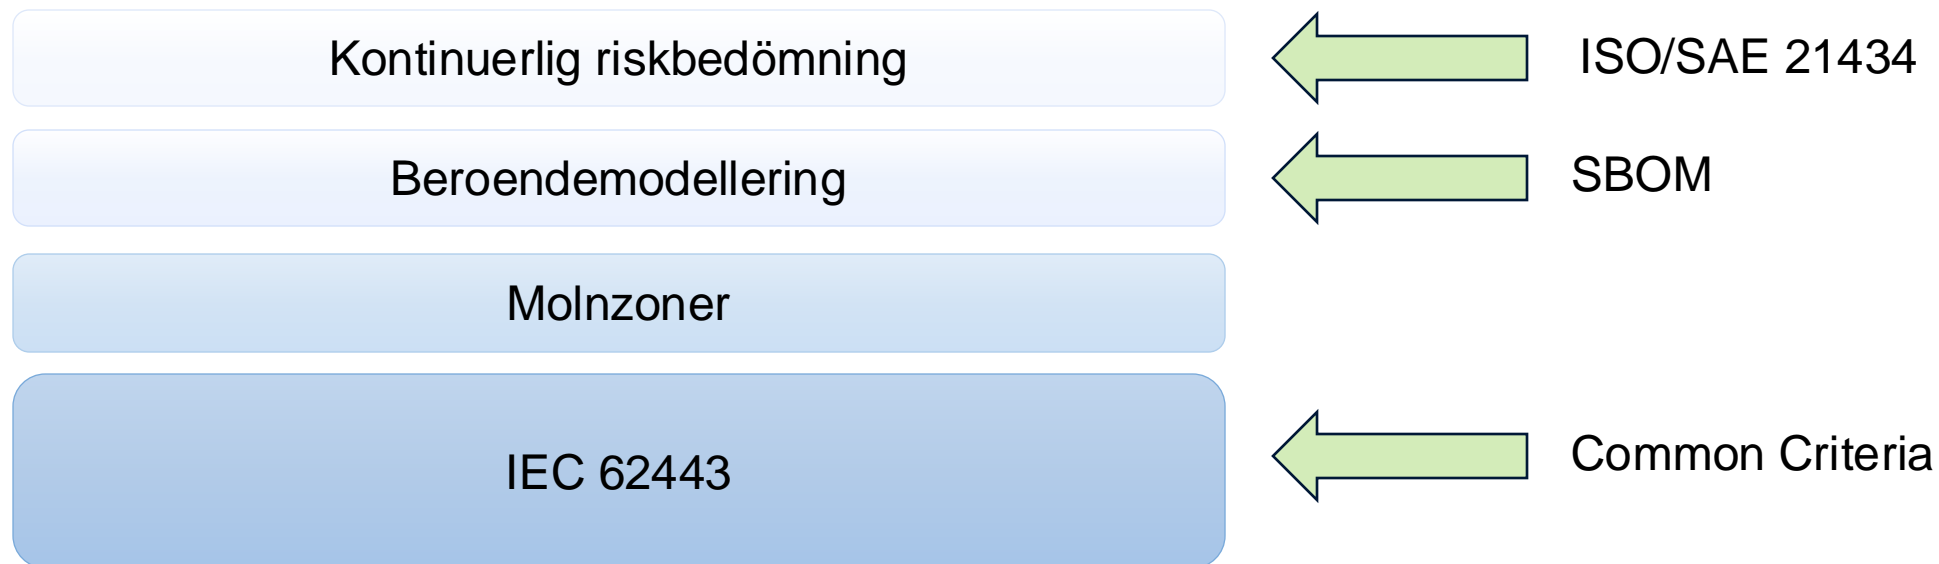 Kontinuerlig riskbedömning
ISO/SAE 21434
Beroendemodellering
SBOM
Molnzoner
IEC 62443
Common Criteria